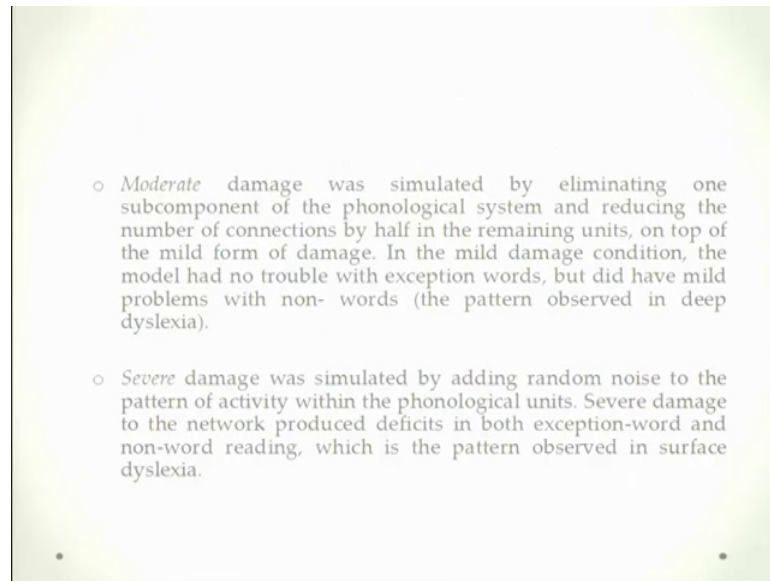 ○ Moderate damage was simulated by eliminating one
subcomponent of the phonological system and reducing the
number of connections by half in the remaining units, on top of
the mild form of damage. In the mild damage condition, the
model had no trouble with exception words, but did have mild
problems with non- words (the pattern observed in deep
dyslexia).
○ Severe damage was simulated by adding random noise to the
pattern of activity within the phonological units. Severe damage
to the network produced deficits in both exception-word and
non-word reading, which is the pattern observed in surface
dyslexia.